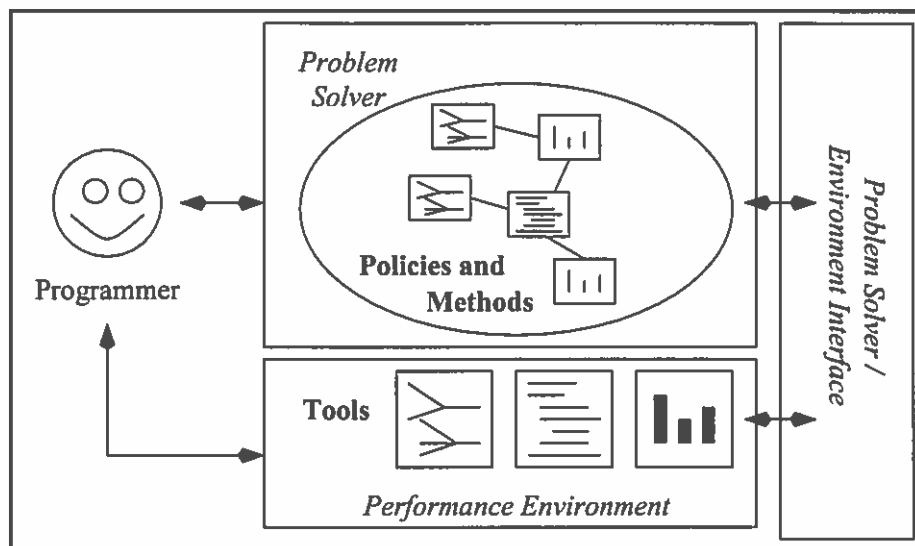 Problem
Solver
Policies and
Methods
Programmer
Tools
Performance Environment
Problem Solver /
Environment Interface